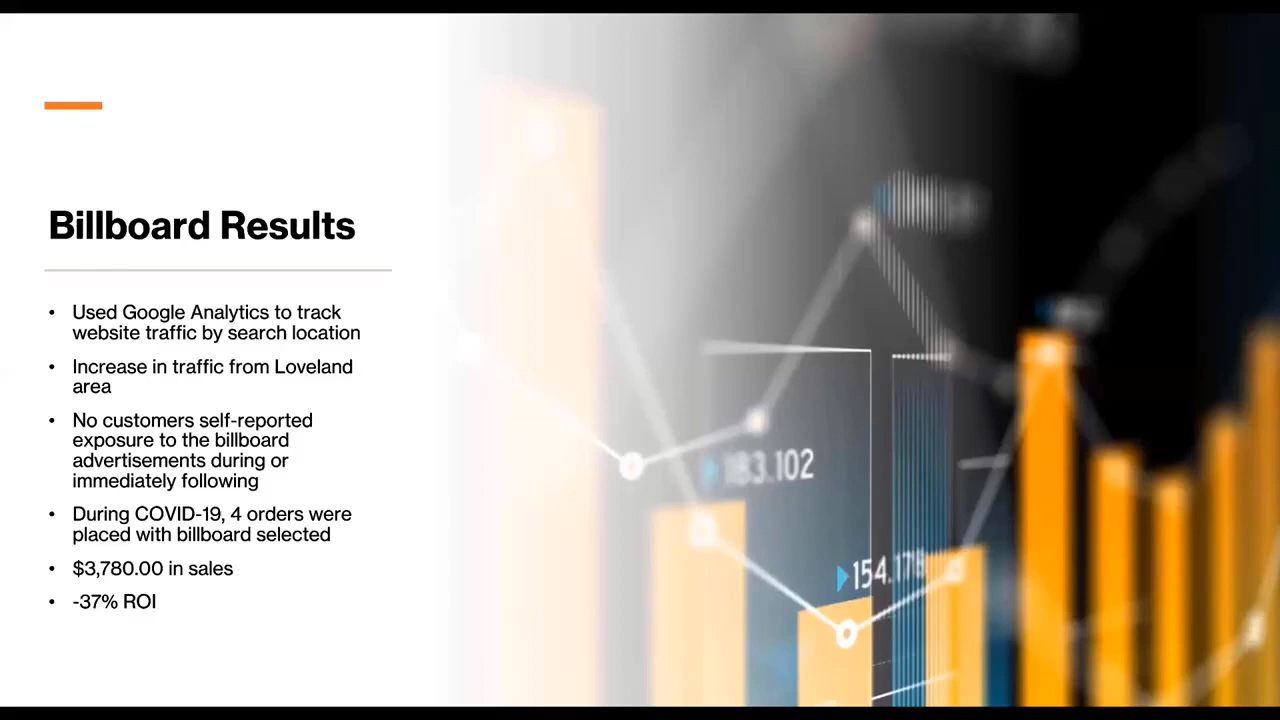 Billboard Results
• Used Google Analytics to track
website traffic by search location
• Increase in traffic from Loveland
area
• No customers self-reported
exposure to the billboard
advertisements during or
immediately following
• During COVID-19, 4 orders were
placed with billboard selected
• $3,780.00 in sales
• -37% ROI
183.102
154.178